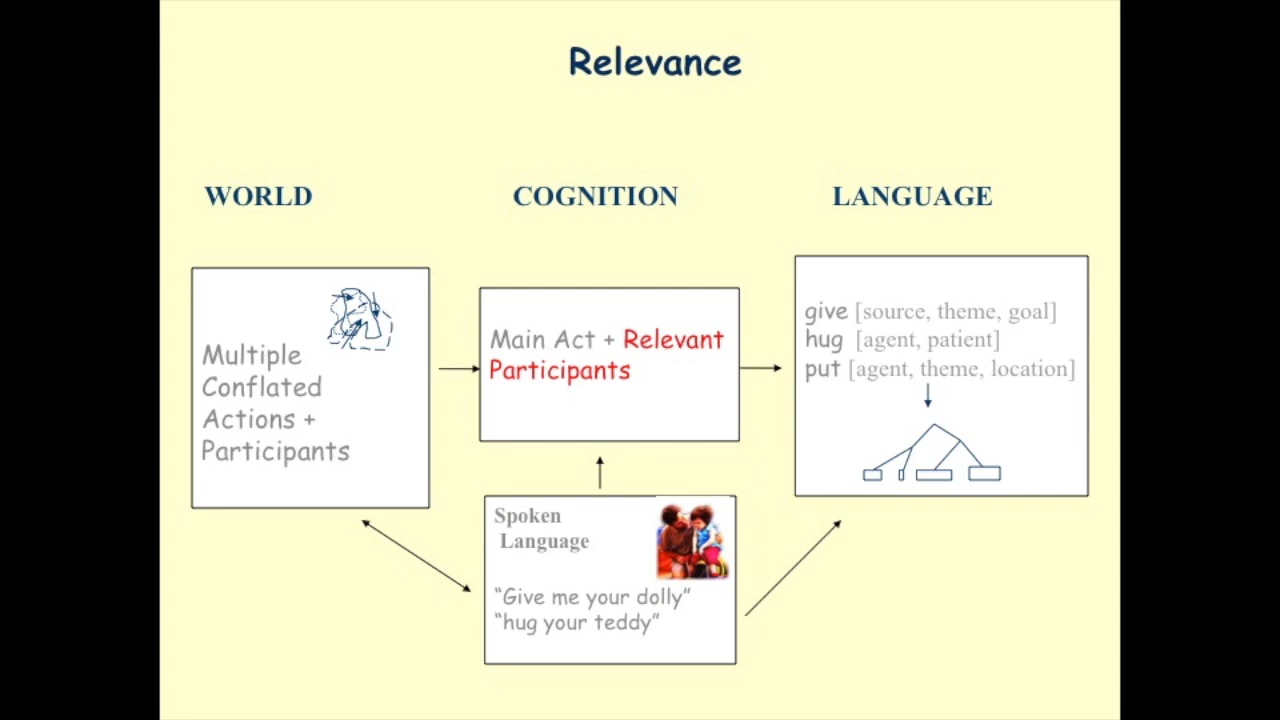 Relevance
WORLD
COGNITION
LANGUAGE
Multiple
Conflated
Actions +
Participants
Main Act + Relevant
Participants
give [source, theme, goal]
hug [agent, patient]
put [agent, theme, location]
Spoken
Language
“Give me your dolly”
“hug your teddy”